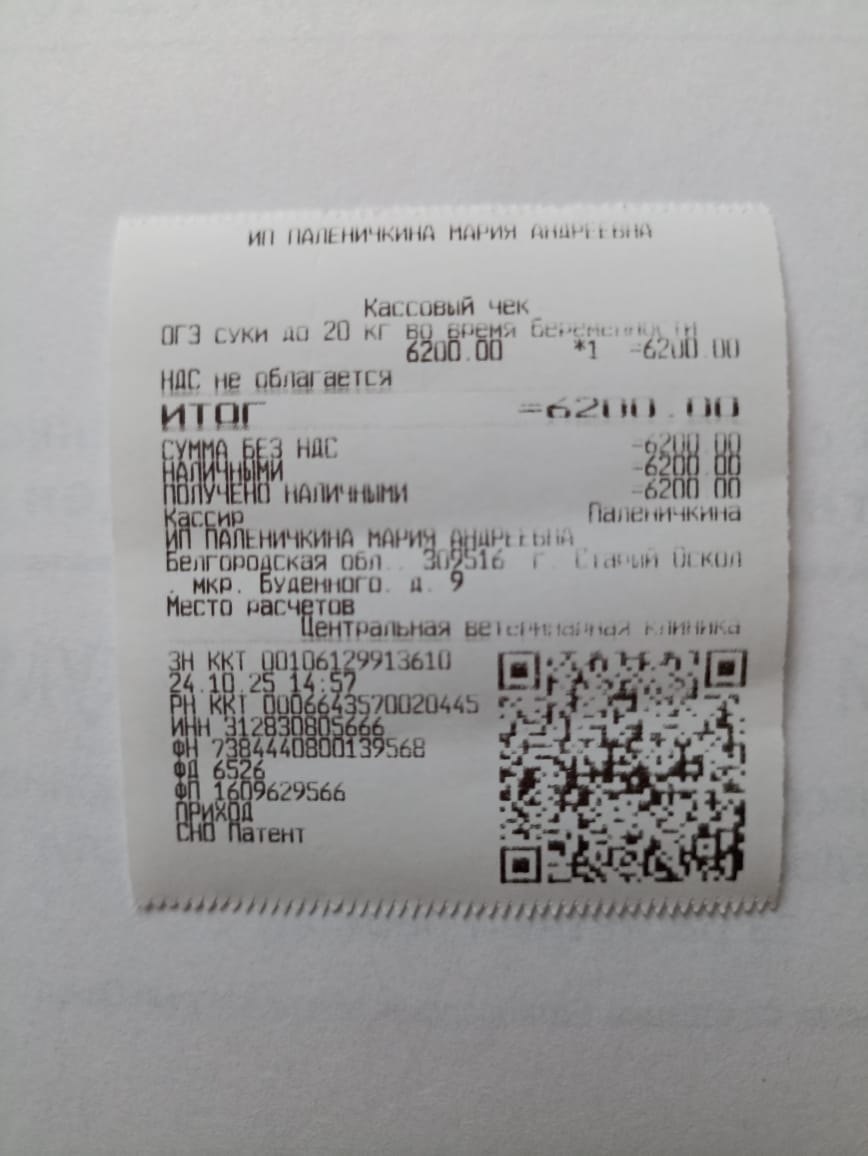 ИП ПАЛЕНИЧКИНА МАРИЯ АНДРЕЕВНА
Кассовый чек
ОГЭ суки до 20 кг во время беременности
6200.00 *1 =6200.00
НДС не облагается
ИТОГ =6200.00
СУММА БЕЗ НДС =6200.00
НАЛИЧНЫМИ =6200.00
ПОЛУЧЕНО НАЛИЧНЫМИ =6200.00
Кассир Паленичкина
ИП ПАЛЕНИЧКИНА МАРИЯ АНДРЕЕВНА
Белгородская обл., 309516 г. Старый Оскол
, мкр. Буденного, д. 9
Место расчетов
Центральная ветеринарная клиника
ЗН ККТ 00106129913610
24.10.25 14:57
РН ККТ 0006643570020445
ИНН 312830805666
ФН 7384440800139568
ФД 6526
ФП 1609629566
ПРИХОД
СНО Патент